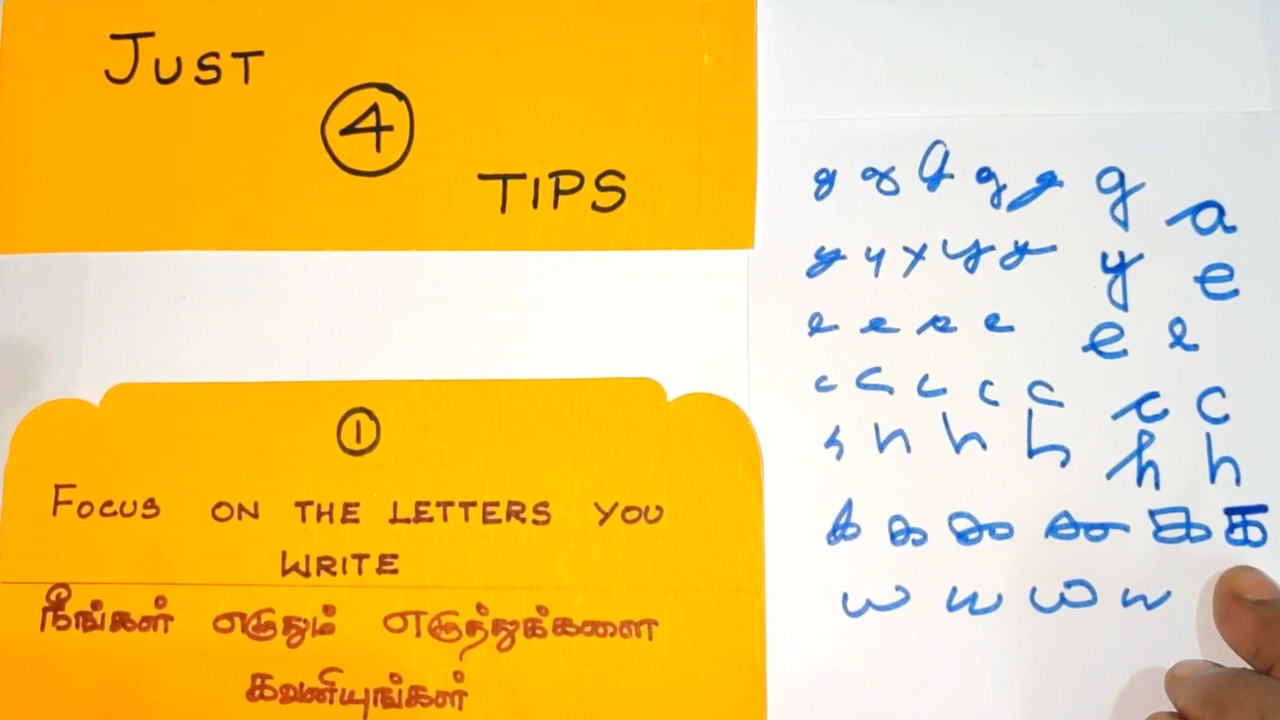 JUST
4
TIPS
1
FOCUS ON THE LETTERS YOU
WRITE
நீங்கள் எழுதும் எழுத்துக்களை
கவனியுங்கள்
g g g g g g a
y y y y y y e
e e e e e e
c c c c c c c
h h h h h h
க க க க க க